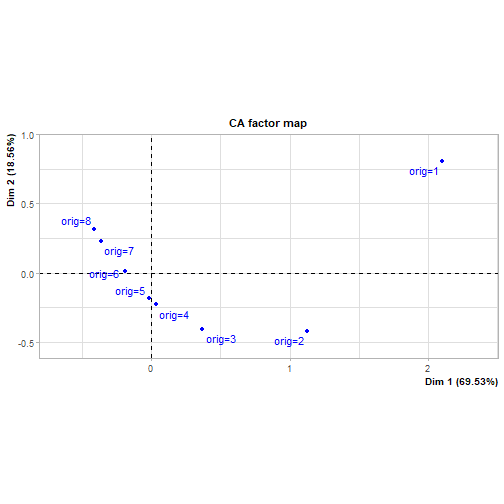 CA factor map
Dim 2 (18.56%)
1.0
0.5
0.0
-0.5
orig=1
orig=8
orig=7
orig=6
orig=5
orig=4
orig=3
orig=2
0
1
2
Dim 1 (69.53%)